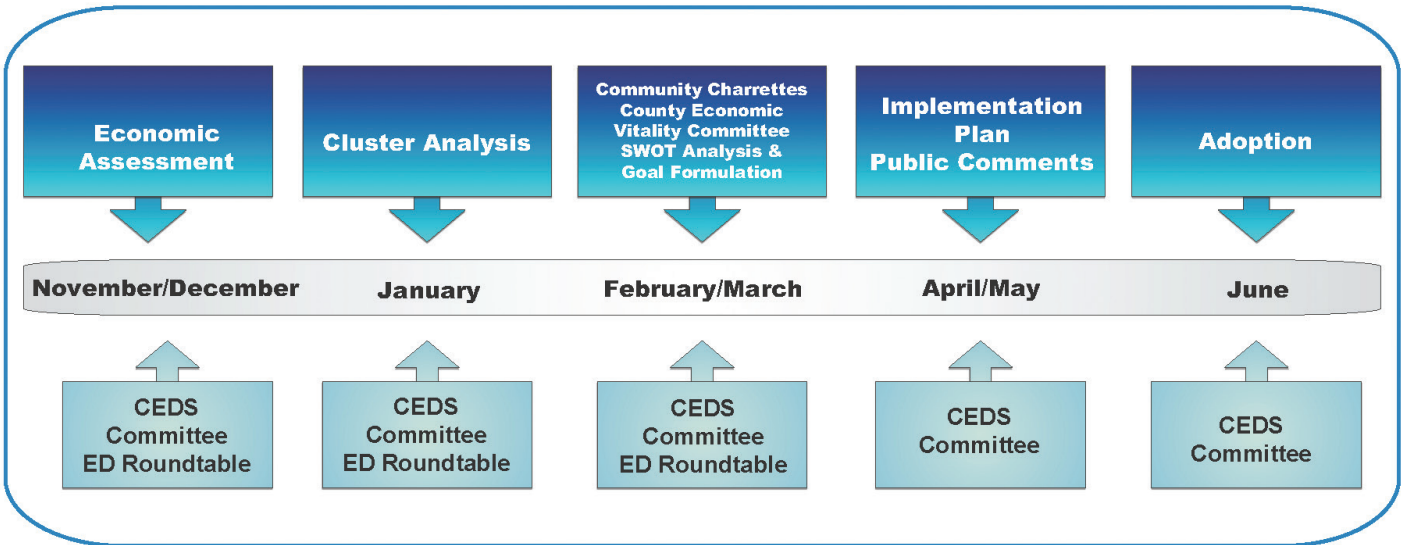 Economic
Assessment
Cluster Analysis
Community Charrettes
County Economic
Vitality Committee
SWOT Analysis &
Goal Formulation
Implementation
Plan
Public Comments
Adoption
November/December
January
February/March
April/May
June
CEDS
Committee
ED Roundtable
CEDS
Committee
ED Roundtable
CEDS
Committee
ED Roundtable
CEDS
Committee
CEDS
Committee